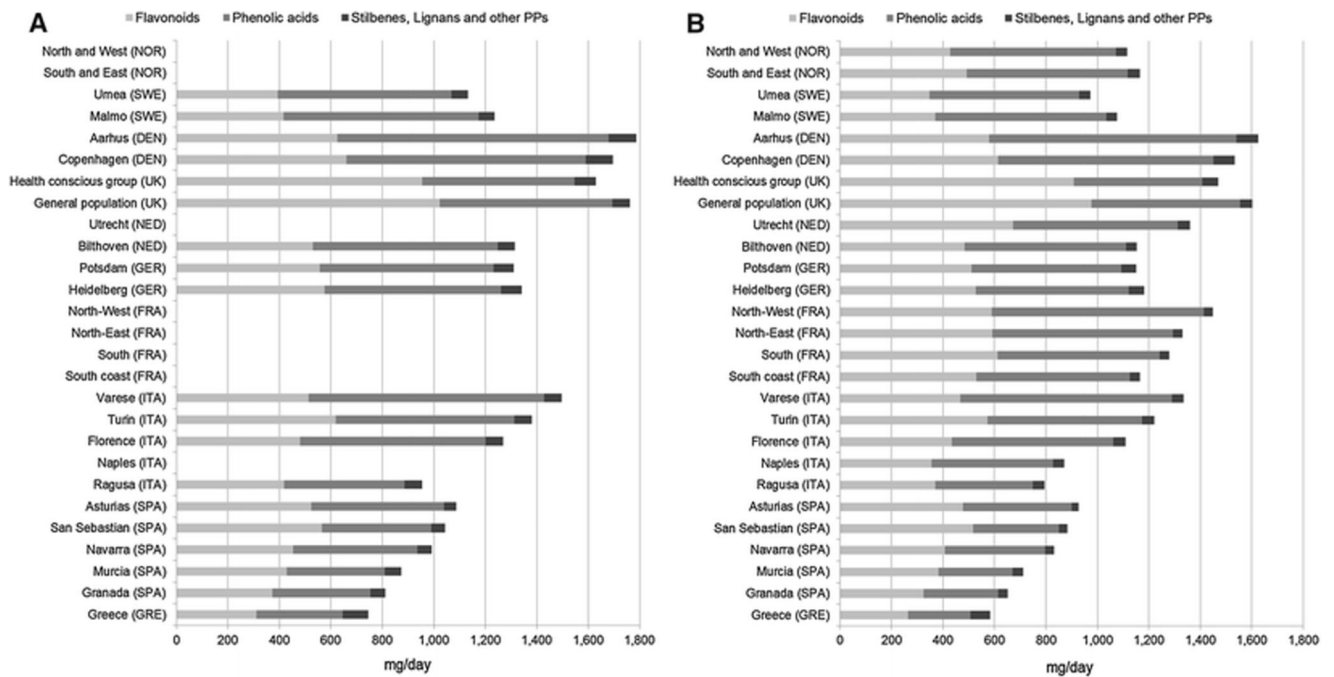 A
Flavonoids Phenolic acids Stilbenes, Lignans and other PPs
North and West (NOR)
South and East (NOR)
Umea (SWE)
Malmo (SWE)
Aarhus (DEN)
Copenhagen (DEN)
Health conscious group (UK)
General population (UK)
Utrecht (NED)
Bilthoven (NED)
Potsdam (GER)
Heidelberg (GER)
North-West (FRA)
North-East (FRA)
South (FRA)
South coast (FRA)
Varese (ITA)
Turin (ITA)
Florence (ITA)
Naples (ITA)
Ragusa (ITA)
Asturias (SPA)
San Sebastian (SPA)
Navarra (SPA)
Murcia (SPA)
Granada (SPA)
Greece (GRE)
0 200 400 600 800 1,000 1,200 1,400 1,600 1,800
mg/day
B
Flavonoids Phenolic acids Stilbenes, Lignans and other PPs
North and West (NOR)
South and East (NOR)
Umea (SWE)
Malmo (SWE)
Aarhus (DEN)
Copenhagen (DEN)
Health conscious group (UK)
General population (UK)
Utrecht (NED)
Bilthoven (NED)
Potsdam (GER)
Heidelberg (GER)
North-West (FRA)
North-East (FRA)
South (FRA)
South coast (FRA)
Varese (ITA)
Turin (ITA)
Florence (ITA)
Naples (ITA)
Ragusa (ITA)
Asturias (SPA)
San Sebastian (SPA)
Navarra (SPA)
Murcia (SPA)
Granada (SPA)
Greece (GRE)
0 200 400 600 800 1,000 1,200 1,400 1,600 1,800
mg/day